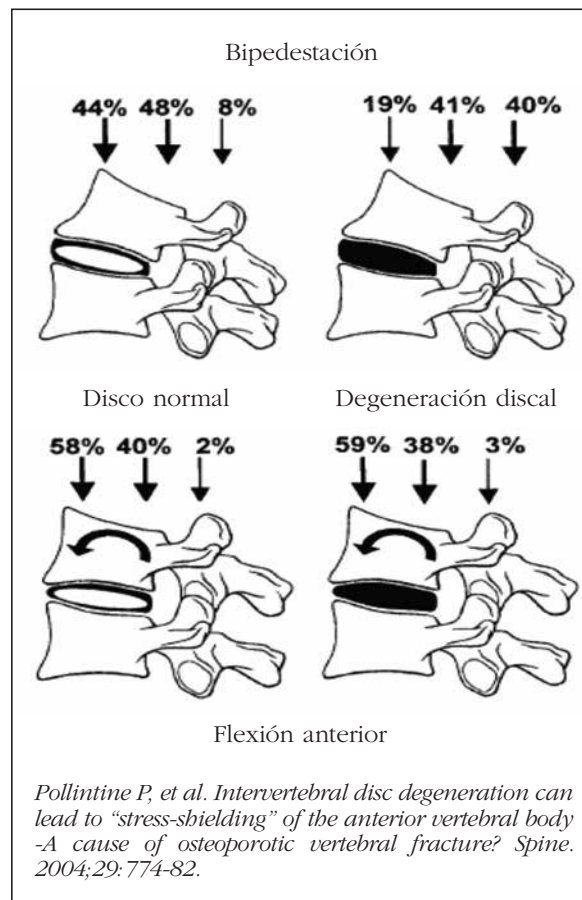 Bipedestación
44% 48% 8% 19% 41% 40%
Disco normal Degeneración discal
58% 40% 2% 59% 38% 3%
Flexión anterior
Pollintine P, et al. Intervertebral disc degeneration can
lead to “stress-shielding” of the anterior vertebral body
-A cause of osteoporotic vertebral fracture? Spine.
2004;29:774-82.